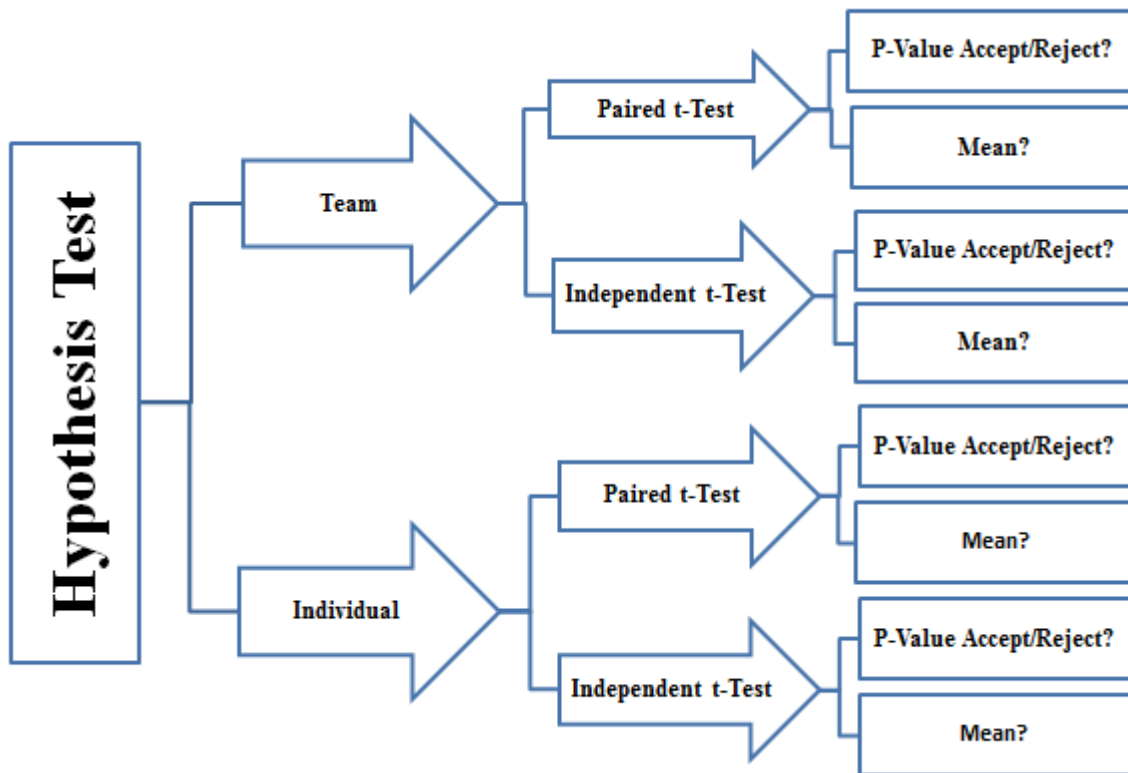 Hypothesis Test
Team
Paired t-Test
P-Value Accept/Reject?
Mean?
Independent t-Test
P-Value Accept/Reject?
Mean?
Individual
Paired t-Test
P-Value Accept/Reject?
Mean?
Independent t-Test
P-Value Accept/Reject?
Mean?